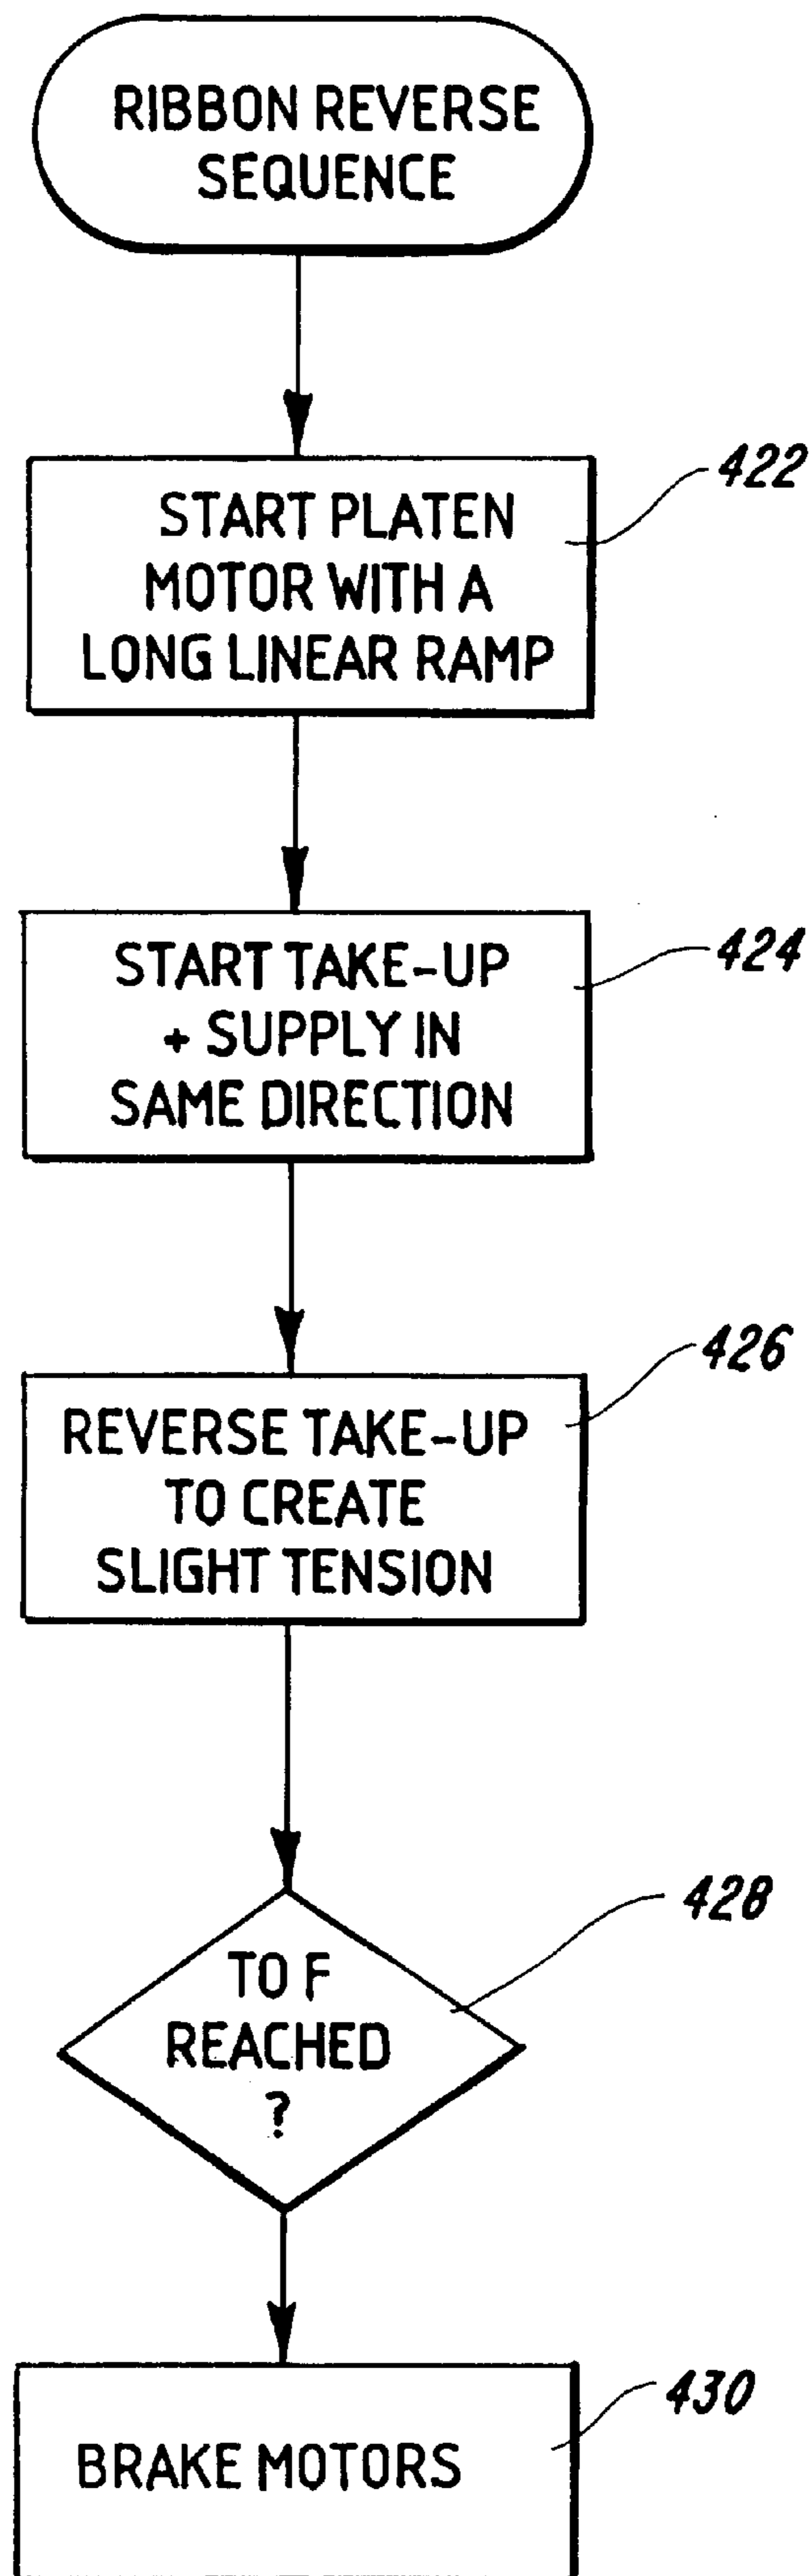 RIBBON REVERSE
SEQUENCE
422
START PLATEN
MOTOR WITH A
LONG LINEAR RAMP
424
START TAKE-UP
+ SUPPLY IN
SAME DIRECTION
426
REVERSE TAKE-UP
TO CREATE
SLIGHT TENSION
428
TO F
REACHED
?
430
BRAKE MOTORS